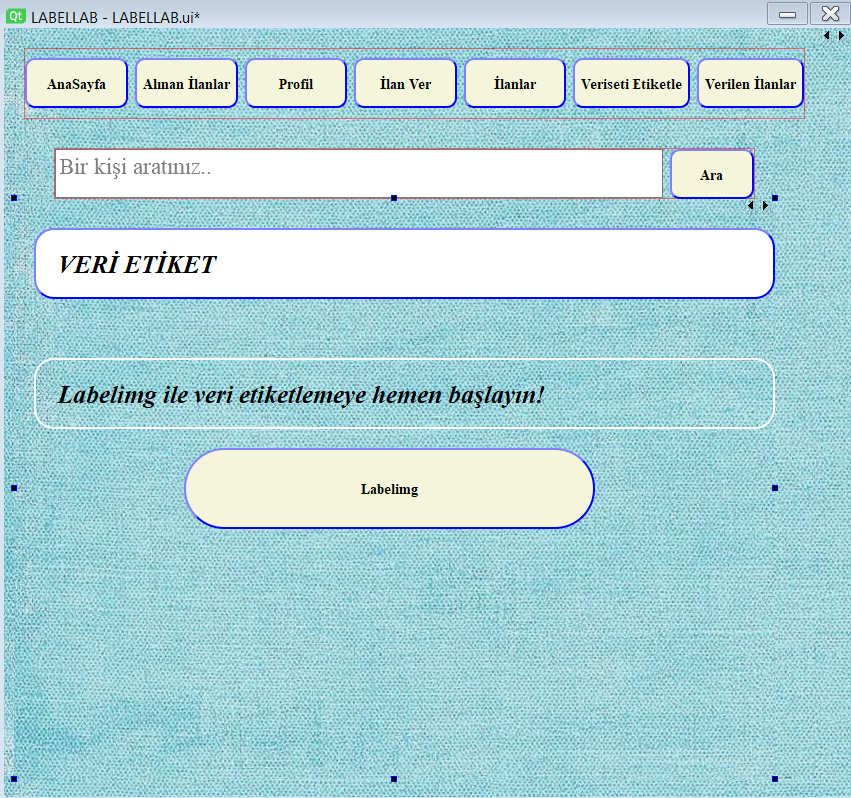 Qt LABELLAB - LABELLAB.ui*
AnaSayfa Alınan İlanlar Profil İlan Ver İlanlar Veriseti Etiketle Verilen İlanlar
Bir kişi aratınız.. Ara
VERİ ETİKET
Labelimg ile veri etiketlemeye hemen başlayın!
Labelimg